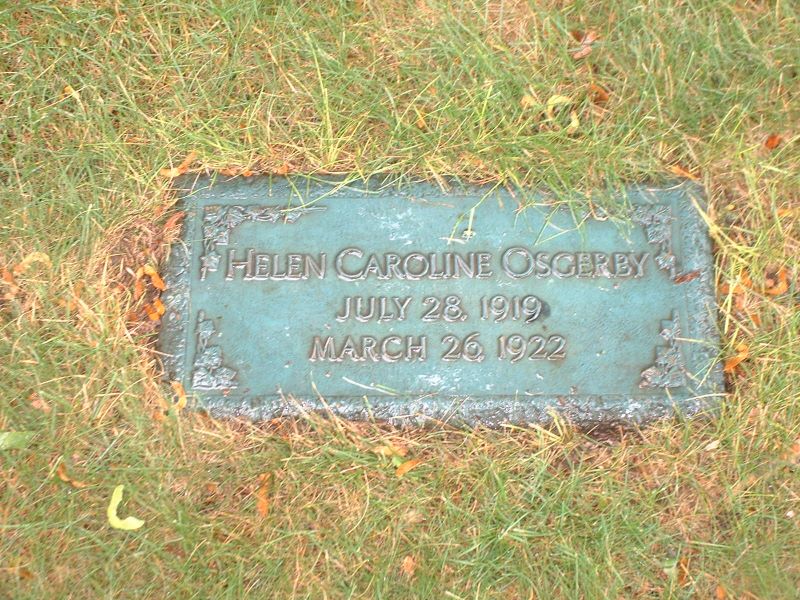 HELEN CAROLINE OSGERBY
JULY 28, 1919
MARCH 26, 1922